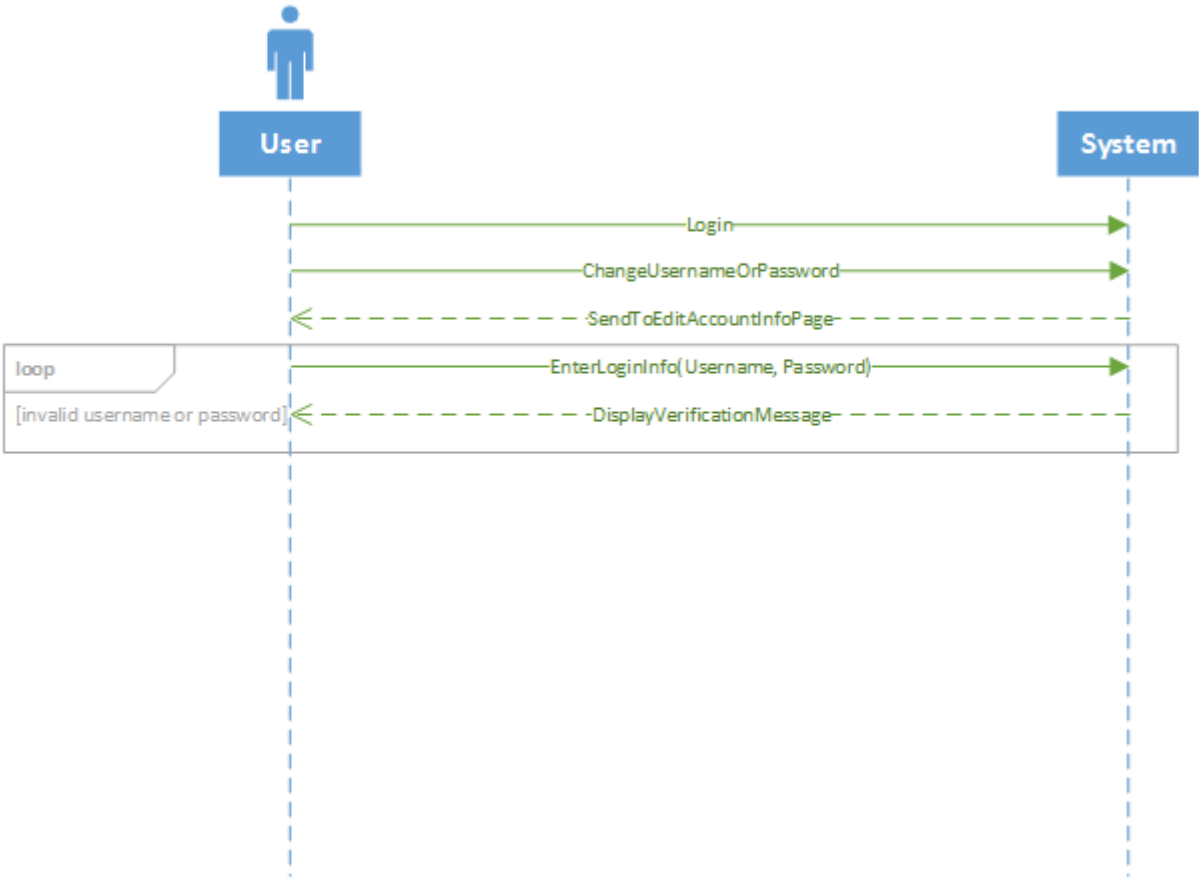 User
System
Login
ChangeUsernameOrPassword
SendToEditAccountInfoPage
loop
EnterLoginInfo(Username, Password)
[invalid username or password]
DisplayVerificationMessage